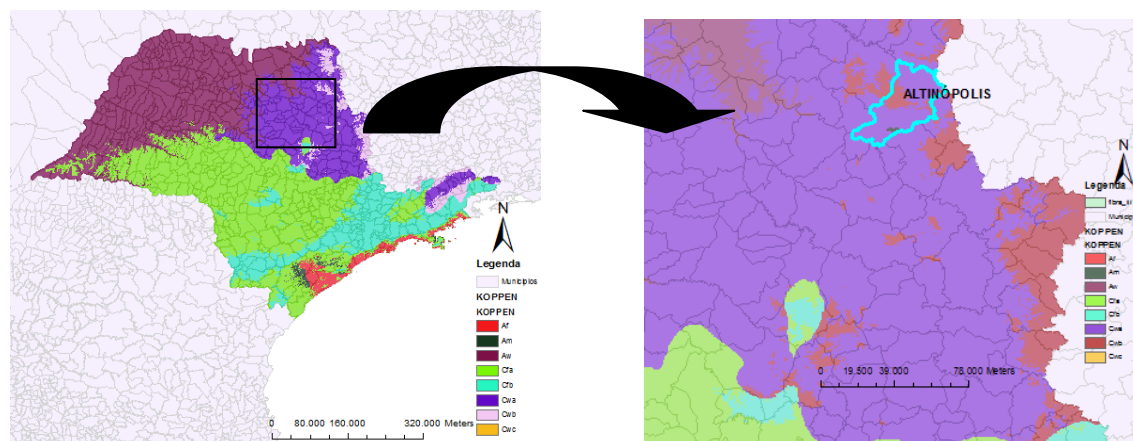 N
Legenda
Municipios
KOPPEN
KOPPEN
Af
Am
Aw
Cfa
Cfb
Cwa
Cwb
Cwc
0 80.000 160.000 320.000 Meters
ALTINÓPOLIS
N
Legenda
Municip
KOPPEN
KOPPEN
Af
Am
Aw
Cfa
Cfb
Cwa
Cwb
Cwc
0 19.500 39.000 78.000 Meters